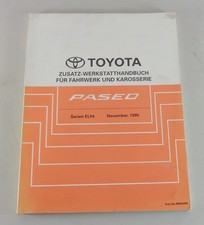 TOYOTA
ZUSATZ-WERKSTATTHANDBUCH
FÜR FAHRWERK UND KAROSSERIE
PASEO
Serien EL54 November, 1995